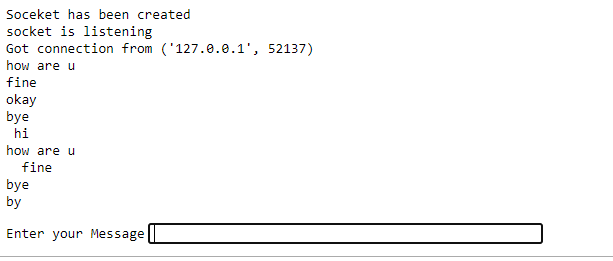 Soceket has been created
socket is listening
Got connection from ('127.0.0.1', 52137)
how are u
fine
okay
bye
 hi
how are u
  fine
bye
by
Enter your Message